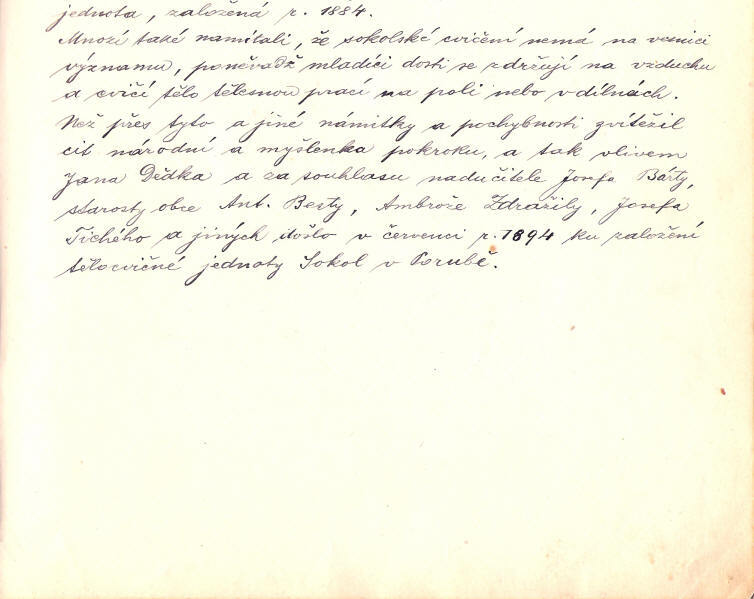 jednota, založená r. 1884.
Mnozí také namítali, že sokolské cvičení nemá na vesnici
významu, poněvadž mladíci dosti se zdržují na vzduchu
a cvičí tělo tělesnou prací na poli nebo v dílnách.
Než přes tyto a jiné námitky a pochybnosti zvítězil
cit národní a myšlenka pokroku, a tak vlivem
Jana Dědka a za souhlasu nadučitele Josefa Bárty,
starosty obce Ant. Besty, Ambrože Zdražily, Josefa
Tichého a jiných došlo v červenci r. 1894 ku založení
tělocvičné jednoty Sokol v Porubě.